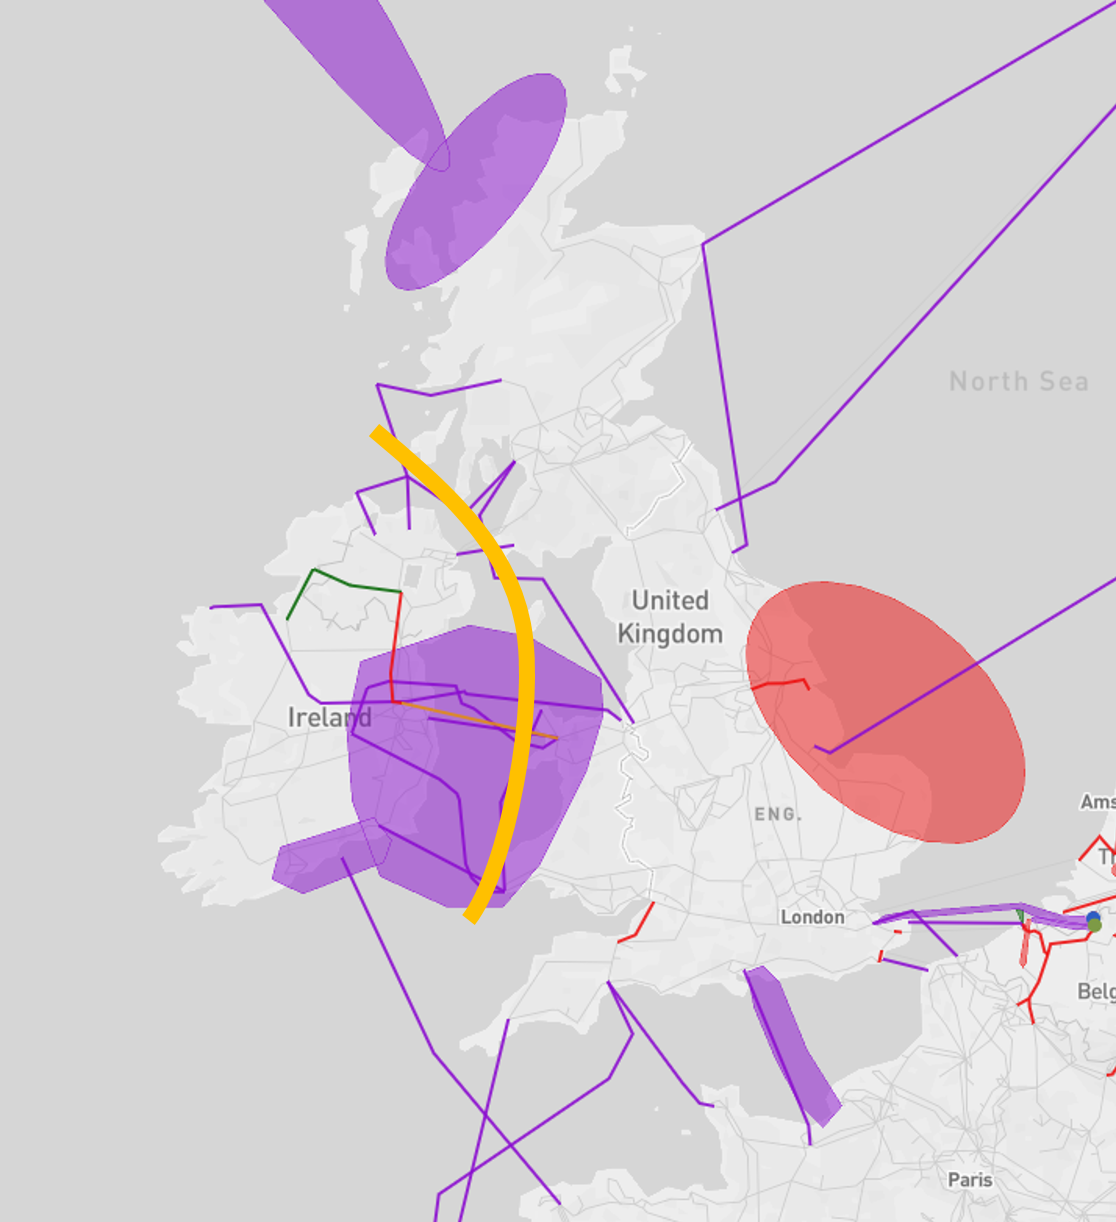 North Sea
United
Kingdom
Ireland
ENG.
Ams
T
London
Belg
Paris